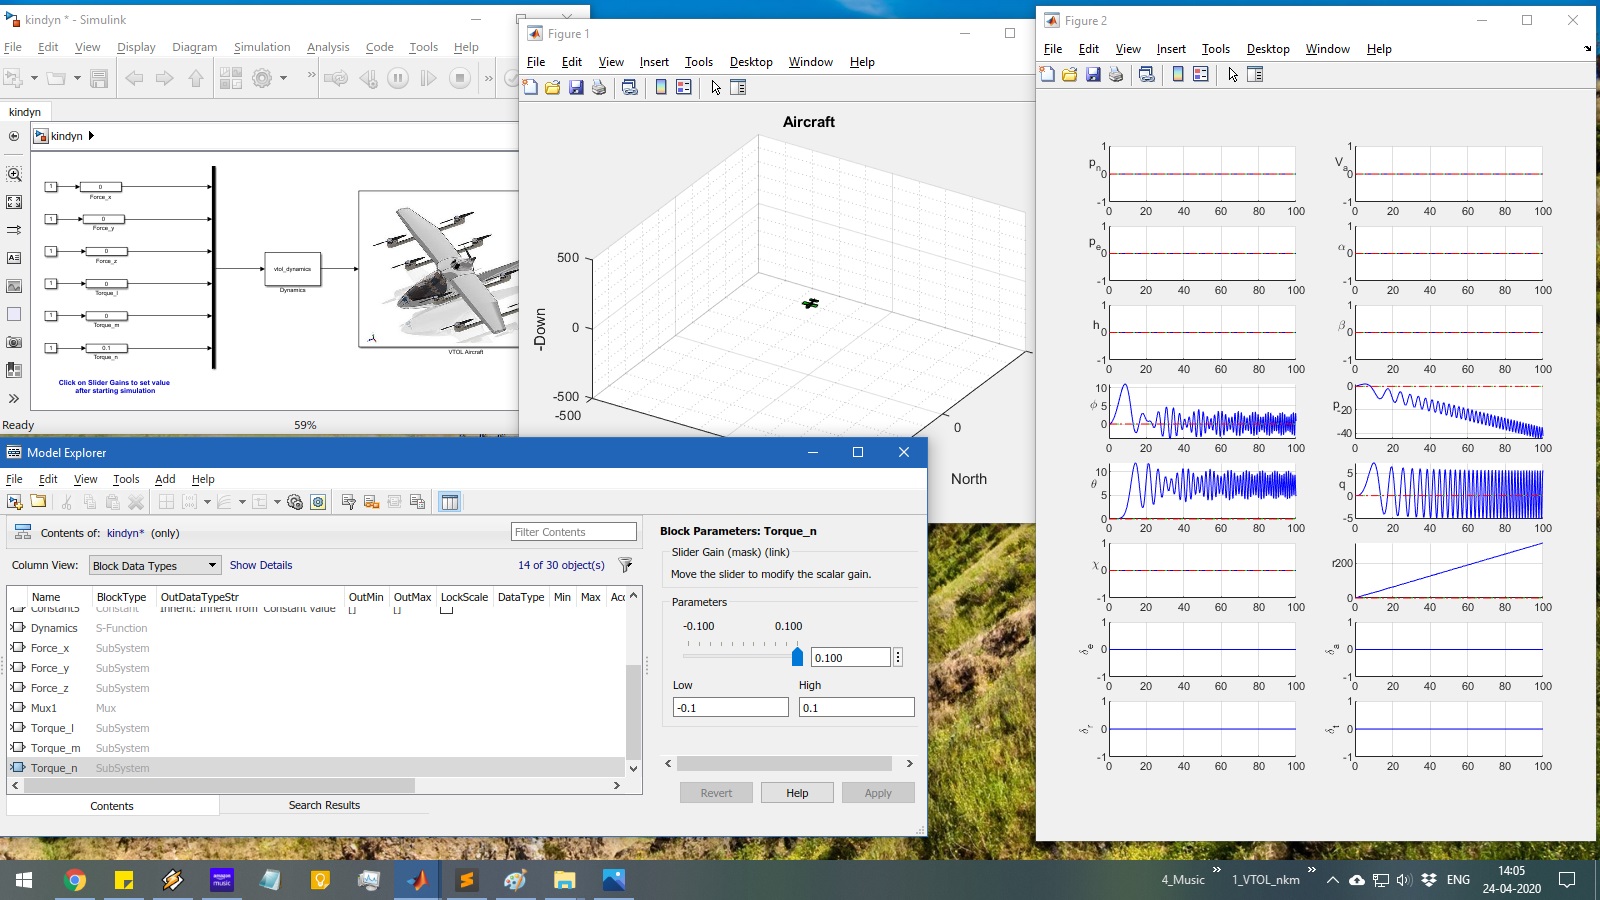 kindyn * - Simulink
File Edit View Display Diagram Simulation Analysis Code Tools Help
kindyn
kindyn
1 0
Force_x
1 0
Force_y
1 0
Force_z
1 0
Torque_l
1 0
Torque_m
1 0.1
Torque_n
vtol_dynamics
Dynamics
VTOL Aircraft
Click on Slider Gains to set value
after starting simulation
Ready 59%
Figure 1
File Edit View Insert Tools Desktop Window Help
Aircraft
500
0
-500
-Down
-500
0
North
Figure 2
File Edit View Insert Tools Desktop Window Help
pn 1 0 -1 0 20 40 60 80 100
Va 1 0 -1 0 20 40 60 80 100
pe 1 0 -1 0 20 40 60 80 100
α 1 0 -1 0 20 40 60 80 100
h 1 0 -1 0 20 40 60 80 100
β 1 0 -1 0 20 40 60 80 100
ϕ 10 5 0 0 20 40 60 80 100
p 0 -20 -40 0 20 40 60 80 100
θ 10 5 0 0 20 40 60 80 100
q 5 0 -5 0 20 40 60 80 100
χ 1 0 -1 0 20 40 60 80 100
r 200 0 0 20 40 60 80 100
δe 1 0 -1 0 20 40 60 80 100
δa 1 0 -1 0 20 40 60 80 100
δr 1 0 -1 0 20 40 60 80 100
δt 1 0 -1 0 20 40 60 80 100
Model Explorer
File Edit View Tools Add Help
Contents of: kindyn* (only) Filter Contents
Column View: Block Data Types Show Details 14 of 30 object(s)
Name BlockType OutDataTypeStr OutMin OutMax LockScale DataType Min Max Acc
Constant5 Constant Inherit: Inherit from 'Constant value' [] []
Dynamics S-Function
Force_x SubSystem
Force_y SubSystem
Force_z SubSystem
Mux1 Mux
Torque_l SubSystem
Torque_m SubSystem
Torque_n SubSystem
Contents Search Results
Block Parameters: Torque_n
Slider Gain (mask) (link)
Move the slider to modify the scalar gain.
Parameters
-0.100 0.100
0.100
Low High
-0.1 0.1
Revert Help Apply
amazon music
4_Music » 1_VTOL_nkm » ENG 14:05
24-04-2020